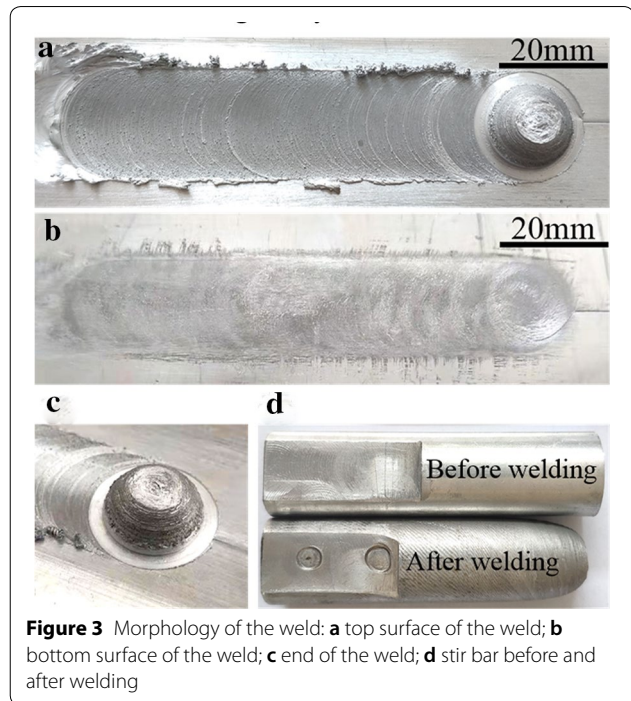 a
20mm
b
20mm
c
d
Before welding
After welding
Figure 3 Morphology of the weld: a top surface of the weld; b
bottom surface of the weld; c end of the weld; d stir bar before and
after welding